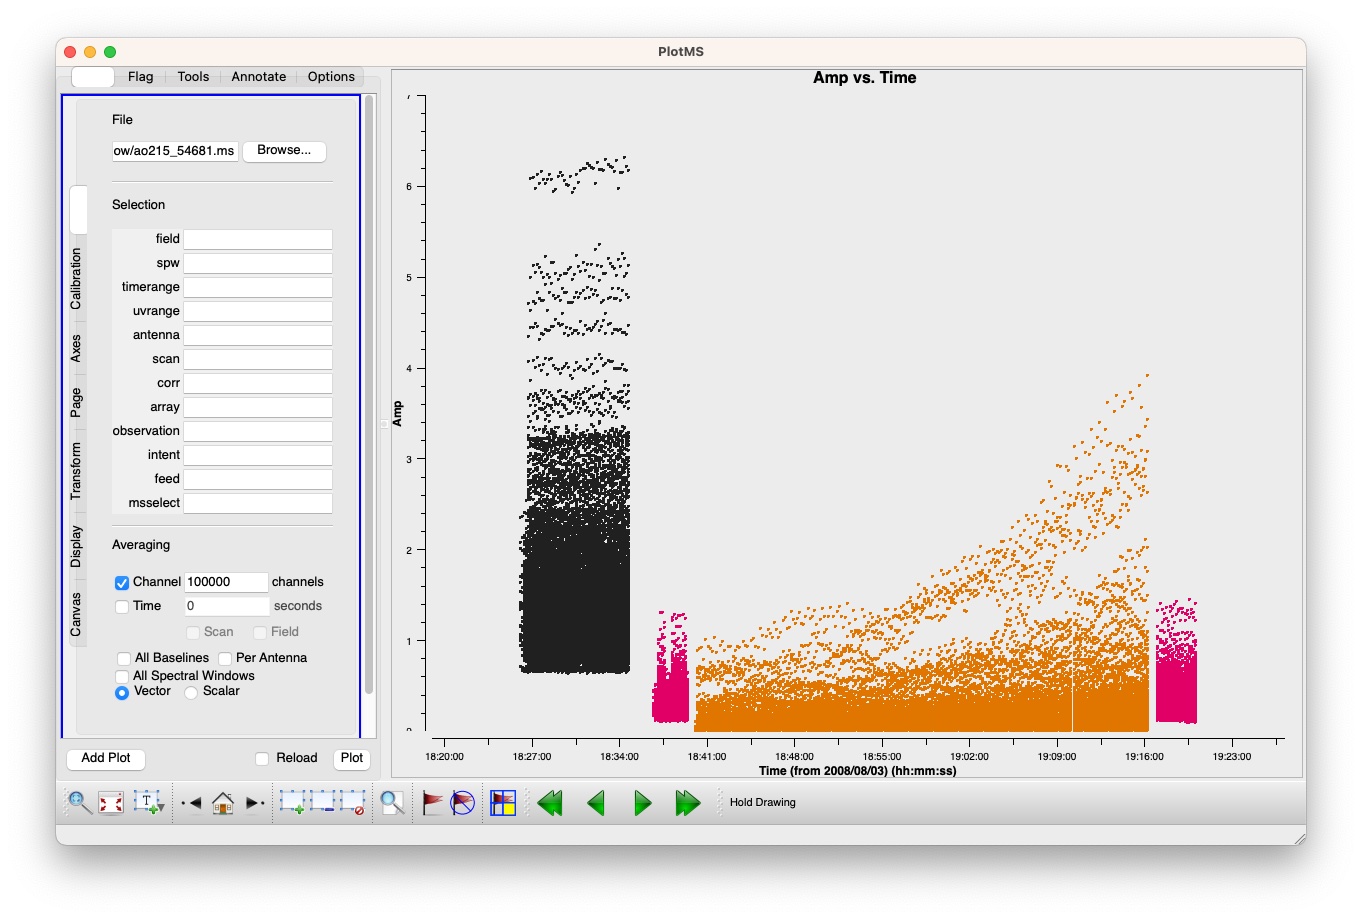 PlotMS
Flag Tools Annotate Options
File
ow/ao215_54681.ms Browse...
Selection
field
spw
timerange
uvrange
antenna
scan
corr
array
observation
intent
feed
msselect
Averaging
Channel 100000 channels
Time 0 seconds
Scan Field
All Baselines Per Antenna
All Spectral Windows
Vector Scalar
Calibration
Axes
Page
Transform
Display
Canvas
Add Plot Reload Plot
Amp vs. Time
Amp
7
6
5
4
3
2
1
18:20:00 18:27:00 18:34:00 18:41:00 18:48:00 18:55:00 19:02:00 19:09:00 19:16:00 19:23:00
Time (from 2008/08/03) (hh:mm:ss)
T
Hold Drawing